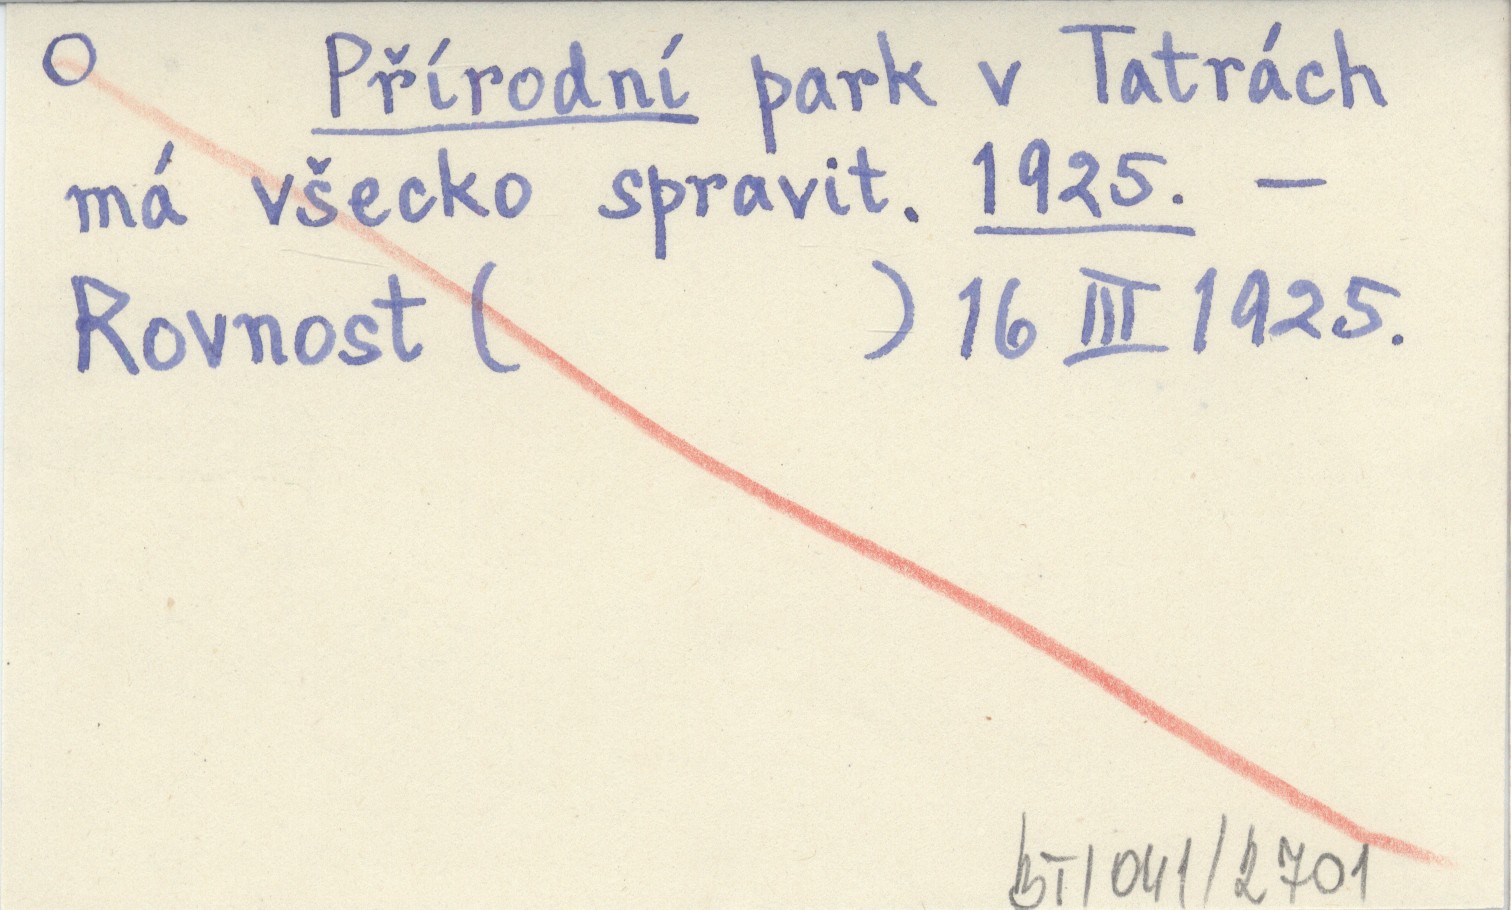 O Přírodní park v Tatrách
má všecko spravit. 1925. —
Rovnost ( ) 16 III 1925.
BT/041/2701